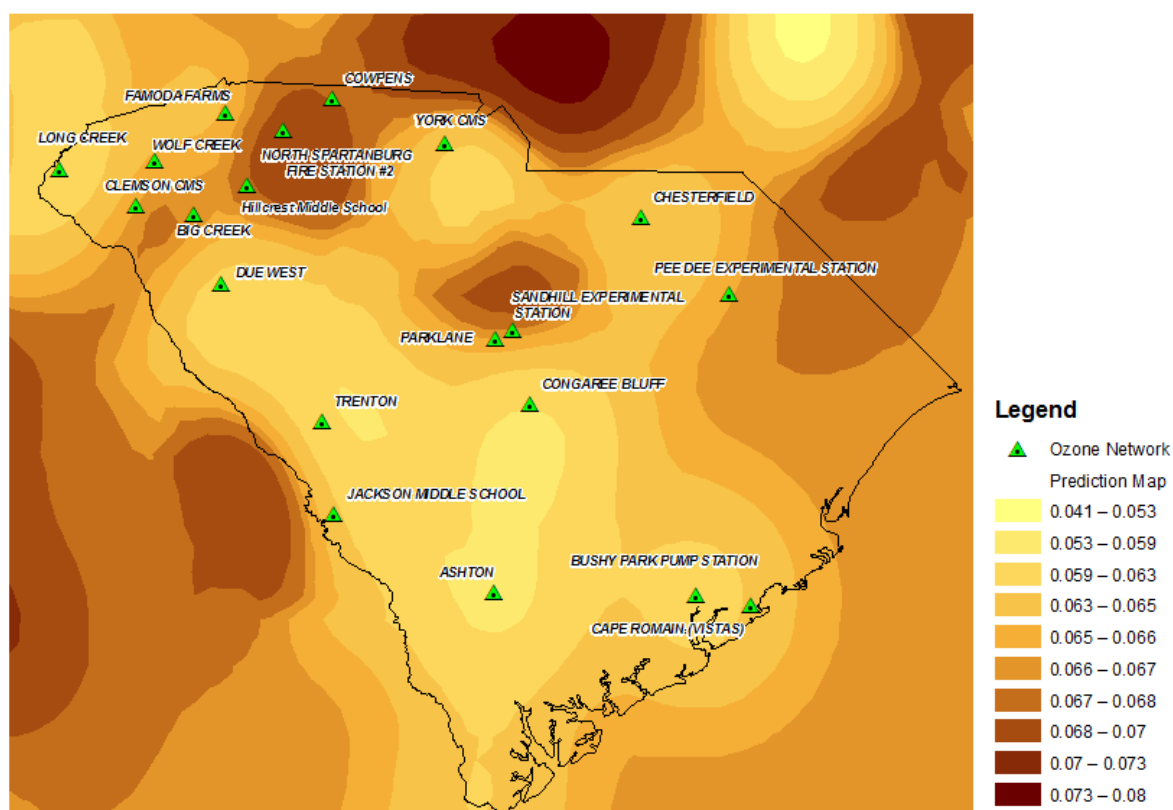 COWPENS
FAMODA FARMS
YORK CMS
LONG CREEK
WOLF CREEK
NORTH SPARTANBURG
FIRE STATION #2
CLEMSON CMS
Hillcrest Middle School
BIG CREEK
CHESTERFIELD
DUE WEST
PEE DEE EXPERIMENTAL STATION
SANDHILL EXPERIMENTAL
STATION
PARKLANE
CONGAREE BLUFF
TRENTON
JACKSON MIDDLE SCHOOL
ASHTON
BUSHY PARK PUMP STATION
CAPE ROMAIN (VISTAS)
Legend
Ozone Network
Prediction Map
0.041 – 0.053
0.053 – 0.059
0.059 – 0.063
0.063 – 0.065
0.065 – 0.066
0.066 – 0.067
0.067 – 0.068
0.068 – 0.07
0.07 – 0.073
0.073 – 0.08